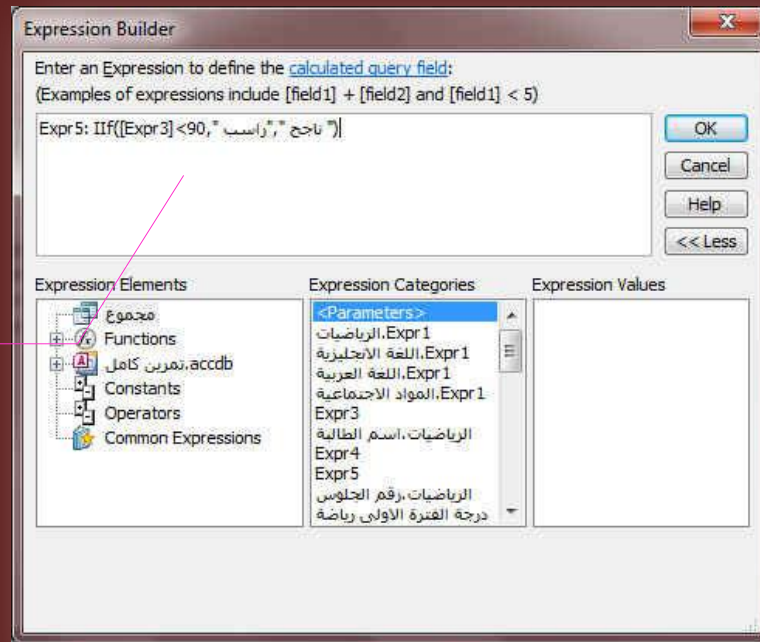 Expression Builder
Enter an Expression to define the calculated query field:
(Examples of expressions include [field1] + [field2] and [field1] < 5)
Expr5: IIf([Expr3]<90," راسب"," ناجح ")
OK
Cancel
Help
<< Less
Expression Elements
مجموع
Functions
تمرين كامل.accdb
Constants
Operators
Common Expressions
Expression Categories
<Parameters>
الرياضيات.Expr1
اللغة الانجليزية.Expr1
اللغة العربية.Expr1
المواد الاجتماعية.Expr1
Expr3
الرياضيات.اسم الطالبة
Expr4
Expr5
الرياضيات.رقم الجلوس
درجة الفترة الاولى رياضة
Expression Values